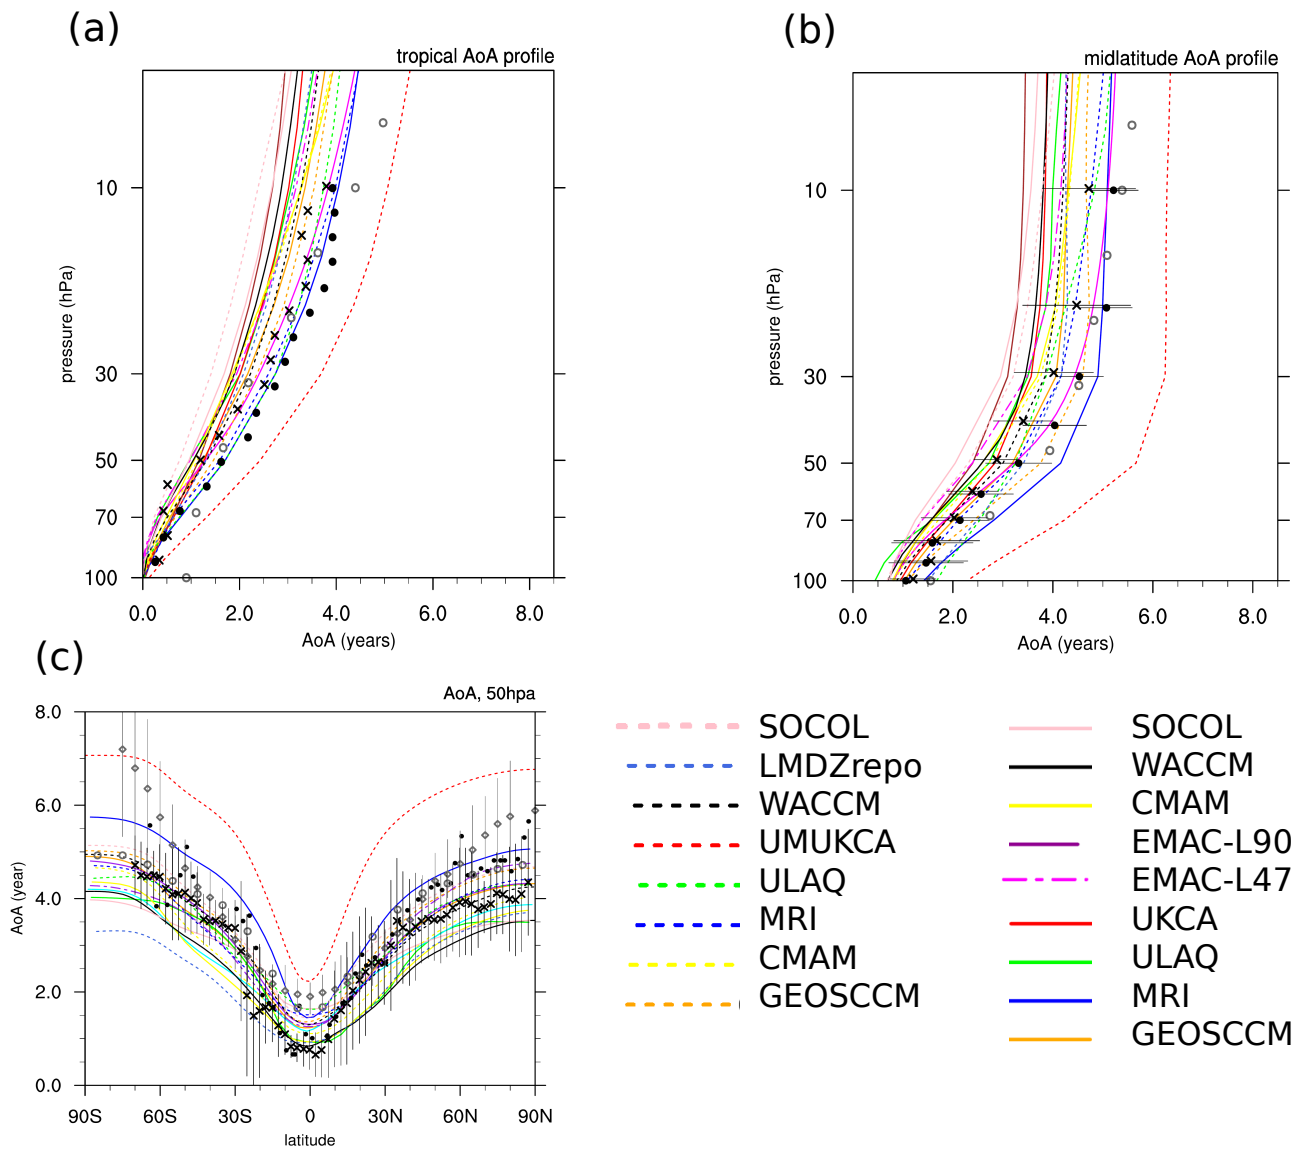 (a)
tropical AoA profile
pressure (hPa)
10
30
50
70
100
0.0 2.0 4.0 6.0 8.0
AoA (years)
(b)
midlatitude AoA profile
pressure (hPa)
10
30
50
70
100
0.0 2.0 4.0 6.0 8.0
AoA (years)
(c)
AoA, 50hpa
AoA (year)
8.0
6.0
4.0
2.0
0.0
90S 60S 30S 0 30N 60N 90N
latitude
SOCOL
LMDZrepo
WACCM
UMUKCA
ULAQ
MRI
CMAM
GEOSCCM
SOCOL
WACCM
CMAM
EMAC-L90
EMAC-L47
UKCA
ULAQ
MRI
GEOSCCM